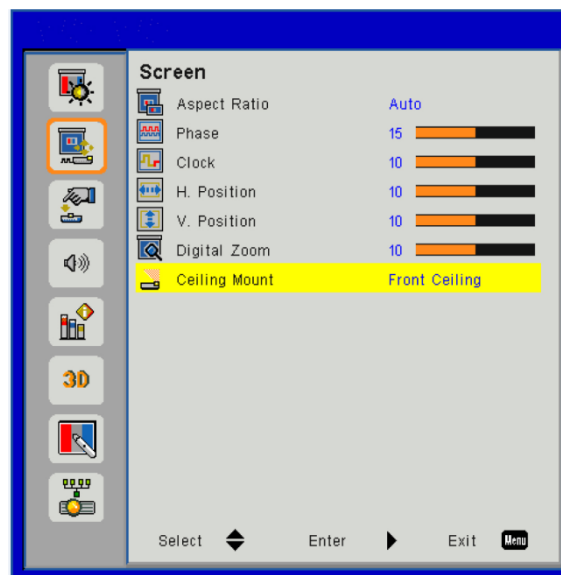 Screen
Aspect Ratio Auto
Phase 15
Clock 10
H. Position 10
V. Position 10
Digital Zoom 10
Ceiling Mount Front Ceiling
3D
Select Enter Exit Menu